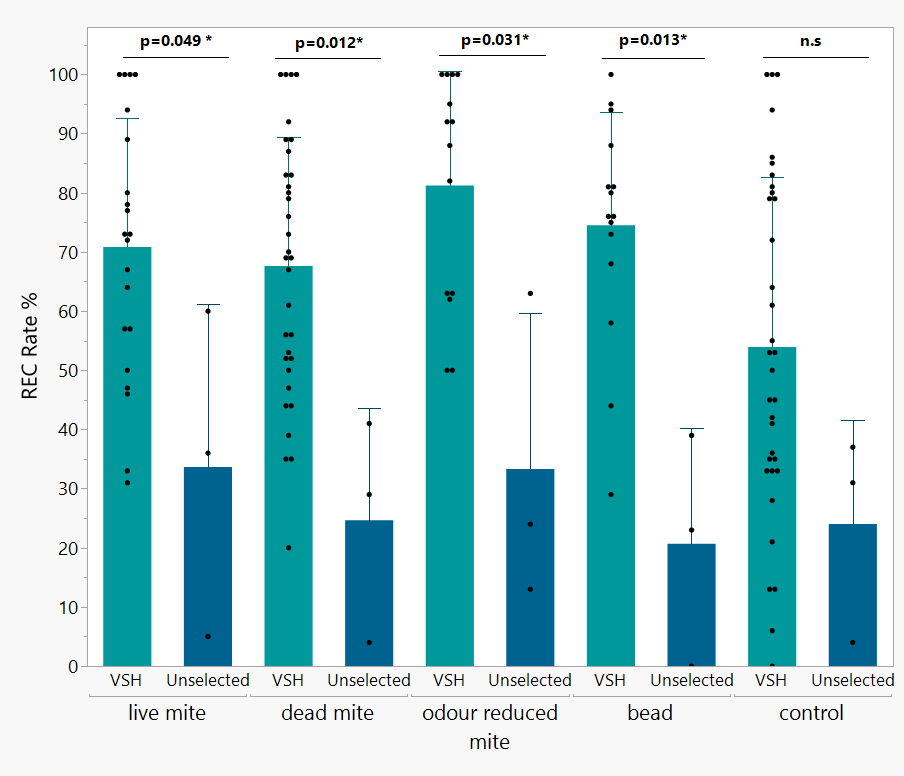 p=0.049 * p=0.012* p=0.031* p=0.013* n.s
100
90
80
70
60
50
40
30
20
10
0
REC Rate %
VSH Unselected VSH Unselected VSH Unselected VSH Unselected VSH Unselected
live mite dead mite odour reduced bead control
mite